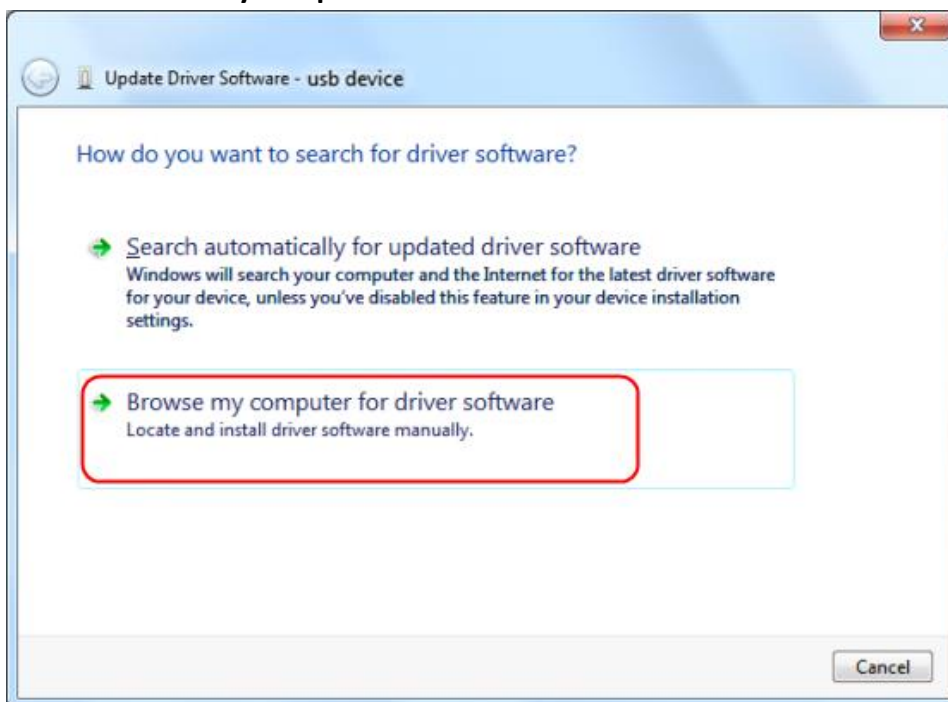 Update Driver Software - usb device
How do you want to search for driver software?
Search automatically for updated driver software
Windows will search your computer and the Internet for the latest driver software
for your device, unless you've disabled this feature in your device installation
settings.
Browse my computer for driver software
Locate and install driver software manually.
Cancel